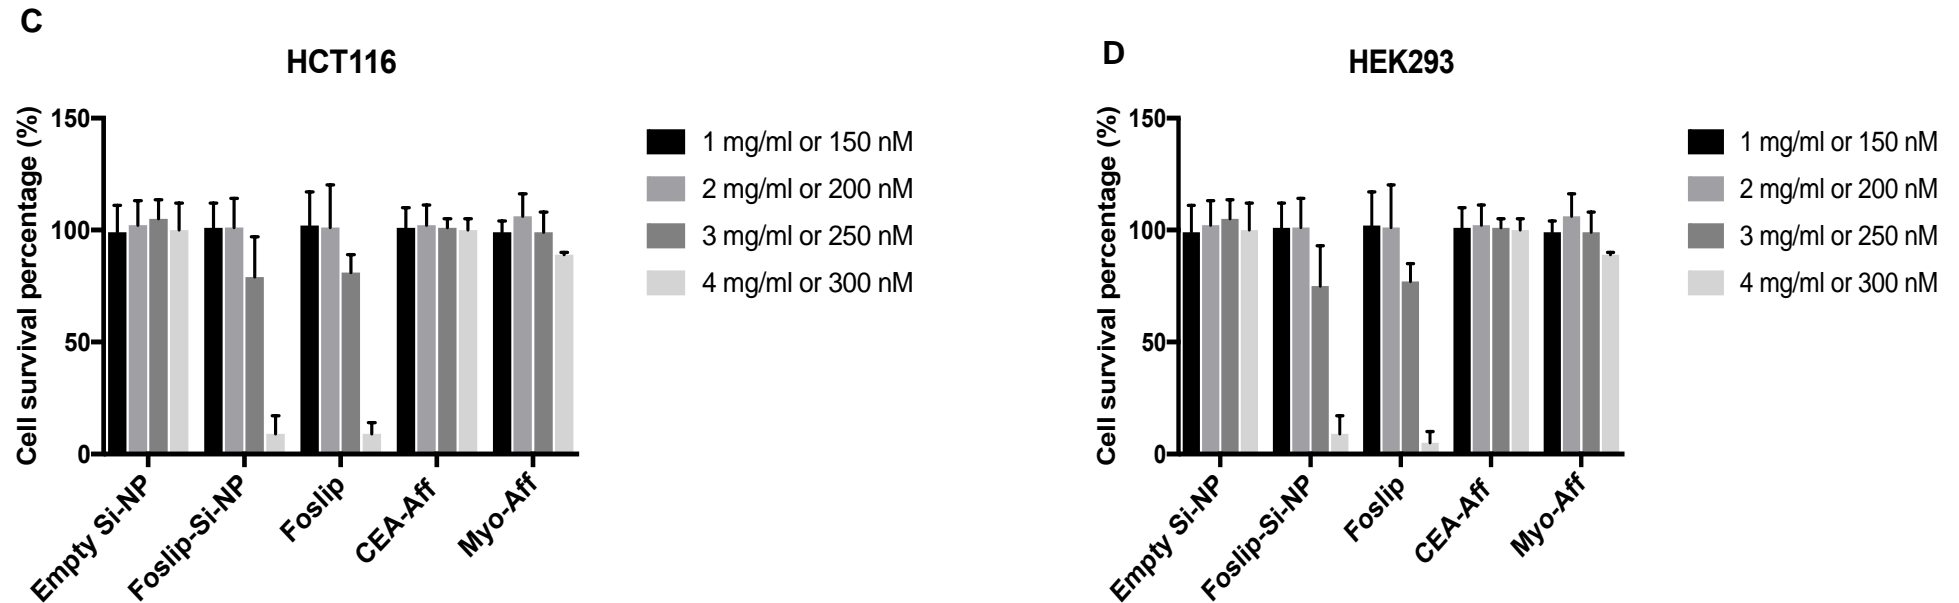 C
HCT116
Cell survival percentage (%)
150
100
50
0
Empty Si-NP
Foslip-Si-NP
Foslip
CEA-Aff
Myo-Aff
1 mg/ml or 150 nM
2 mg/ml or 200 nM
3 mg/ml or 250 nM
4 mg/ml or 300 nM
D
HEK293
Cell survival percentage (%)
150
100
50
0
Empty Si-NP
Foslip-Si-NP
Foslip
CEA-Aff
Myo-Aff
1 mg/ml or 150 nM
2 mg/ml or 200 nM
3 mg/ml or 250 nM
4 mg/ml or 300 nM